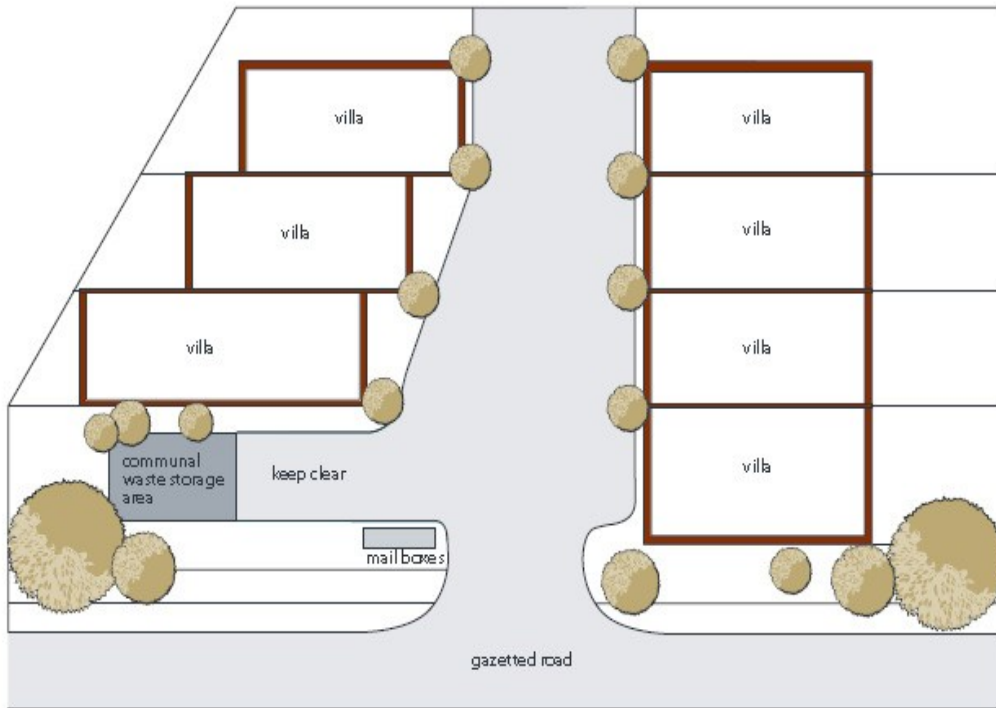 villa
villa
villa
villa
villa
villa
villa
communal
waste storage
area
keep clear
mail boxes
gazetted road